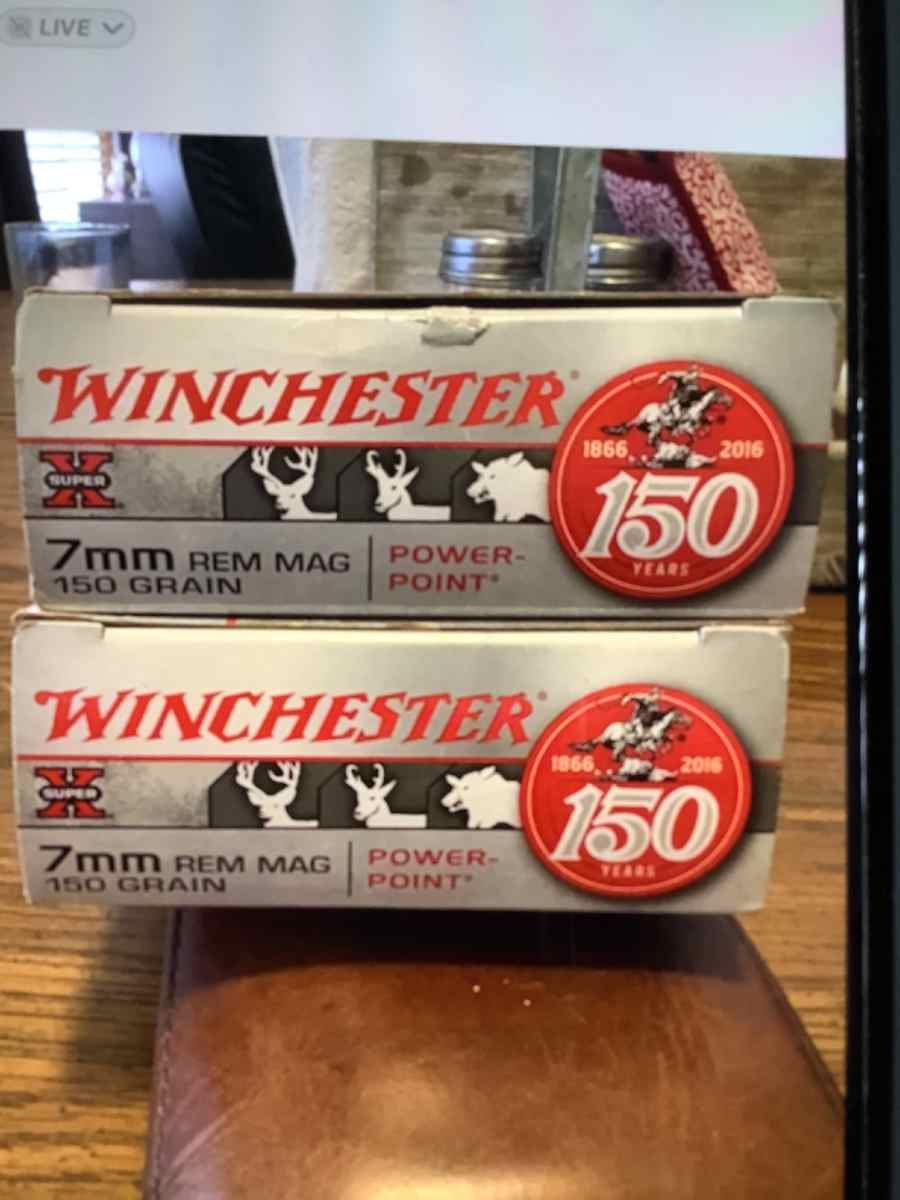 LIVE
WINCHESTER®
1866 2016
150
YEARS
SUPER X
7mm REM MAG
150 GRAIN
POWER-
POINT®
WINCHESTER®
1866 2016
150
YEARS
SUPER X
7mm REM MAG
150 GRAIN
POWER-
POINT®